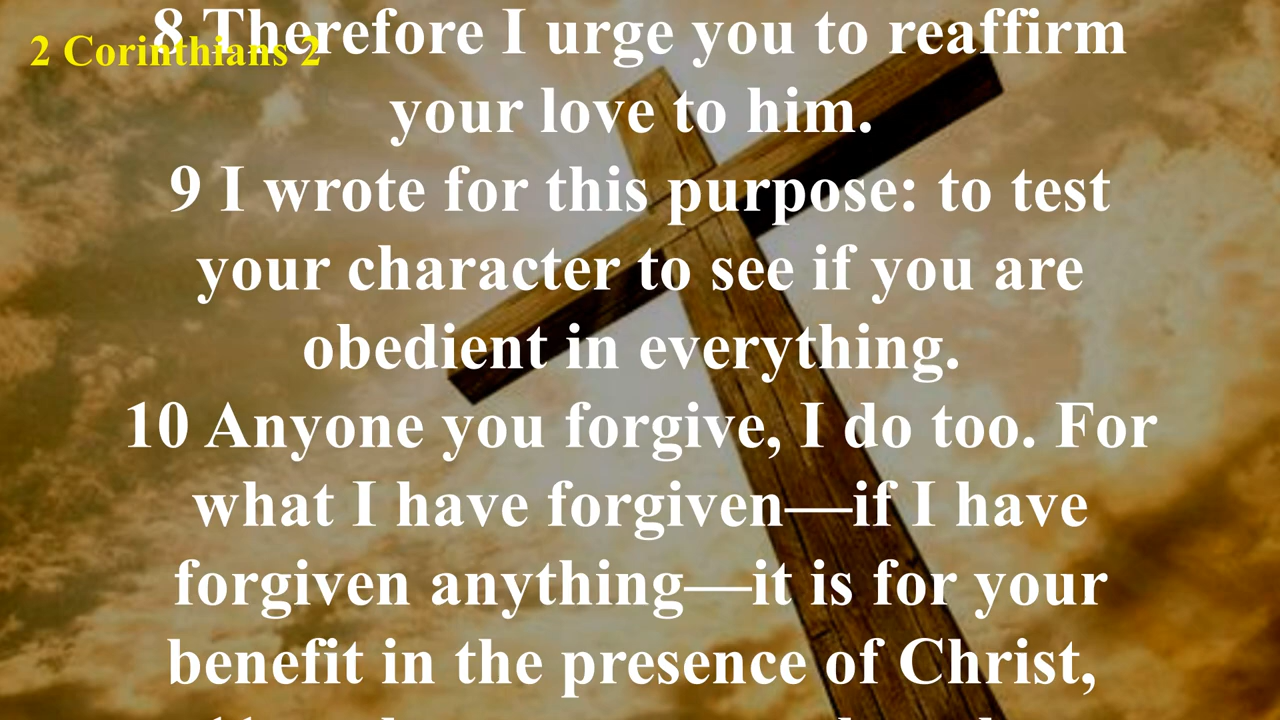 2 Corinthians 2
8 Therefore I urge you to reaffirm
your love to him.
9 I wrote for this purpose: to test
your character to see if you are
obedient in everything.
10 Anyone you forgive, I do too. For
what I have forgiven—if I have
forgiven anything—it is for your
benefit in the presence of Christ,